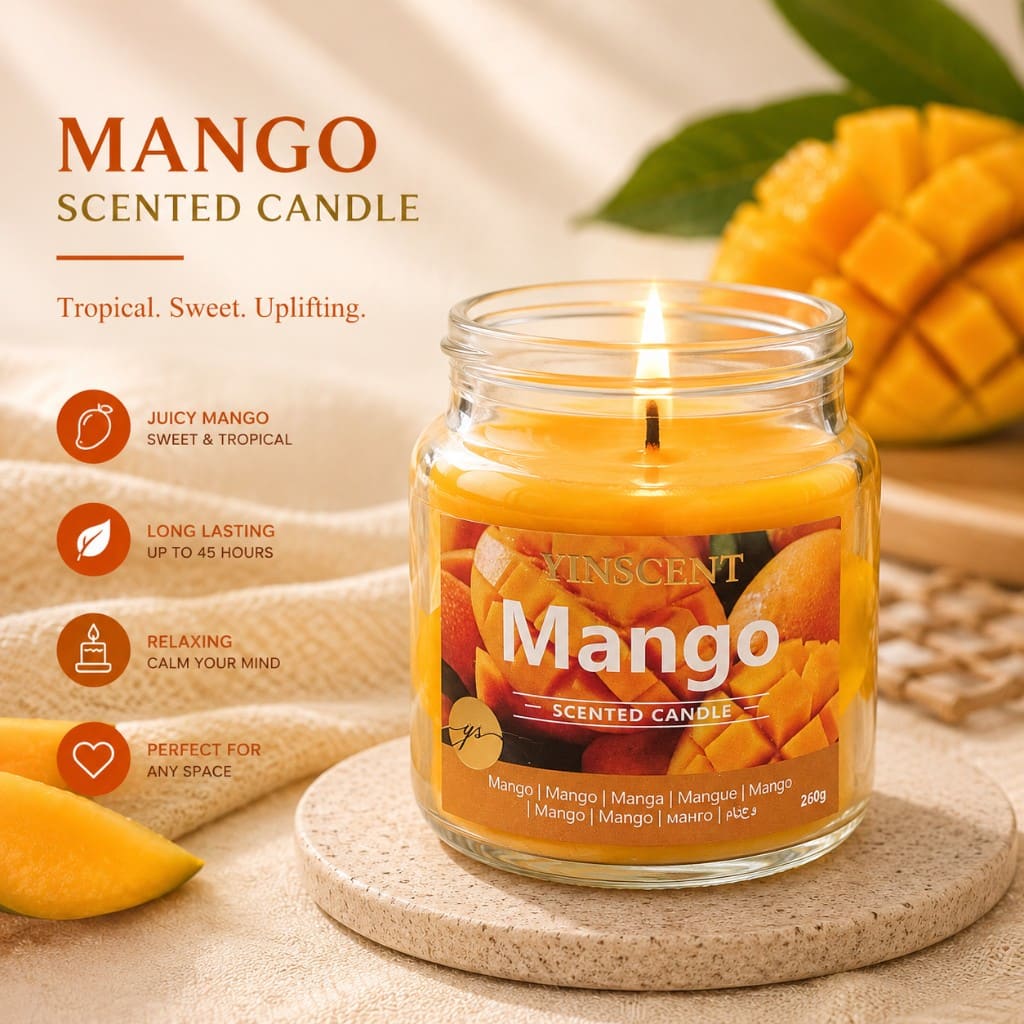 MANGO
SCENTED CANDLE
Tropical. Sweet. Uplifting.
JUICY MANGO
SWEET & TROPICAL
LONG LASTING
UP TO 45 HOURS
RELAXING
CALM YOUR MIND
PERFECT FOR
ANY SPACE
YINSCENT
Mango
SCENTED CANDLE
ys
Mango | Mango | Manga | Mangue | Mango
| Mango | Mango | манго |
260g